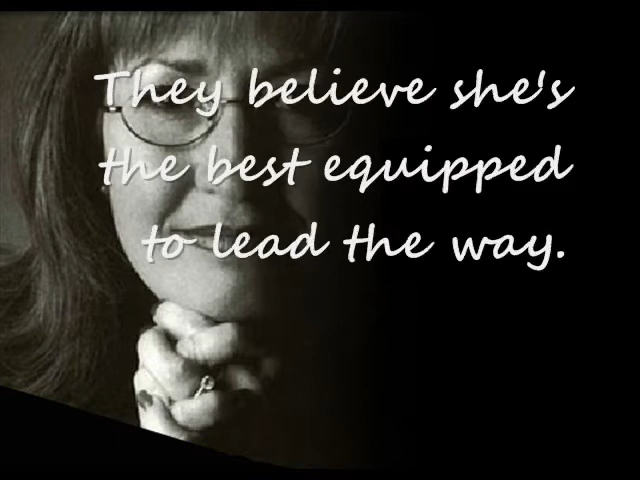 They believe she's
the best equipped
to lead the way.